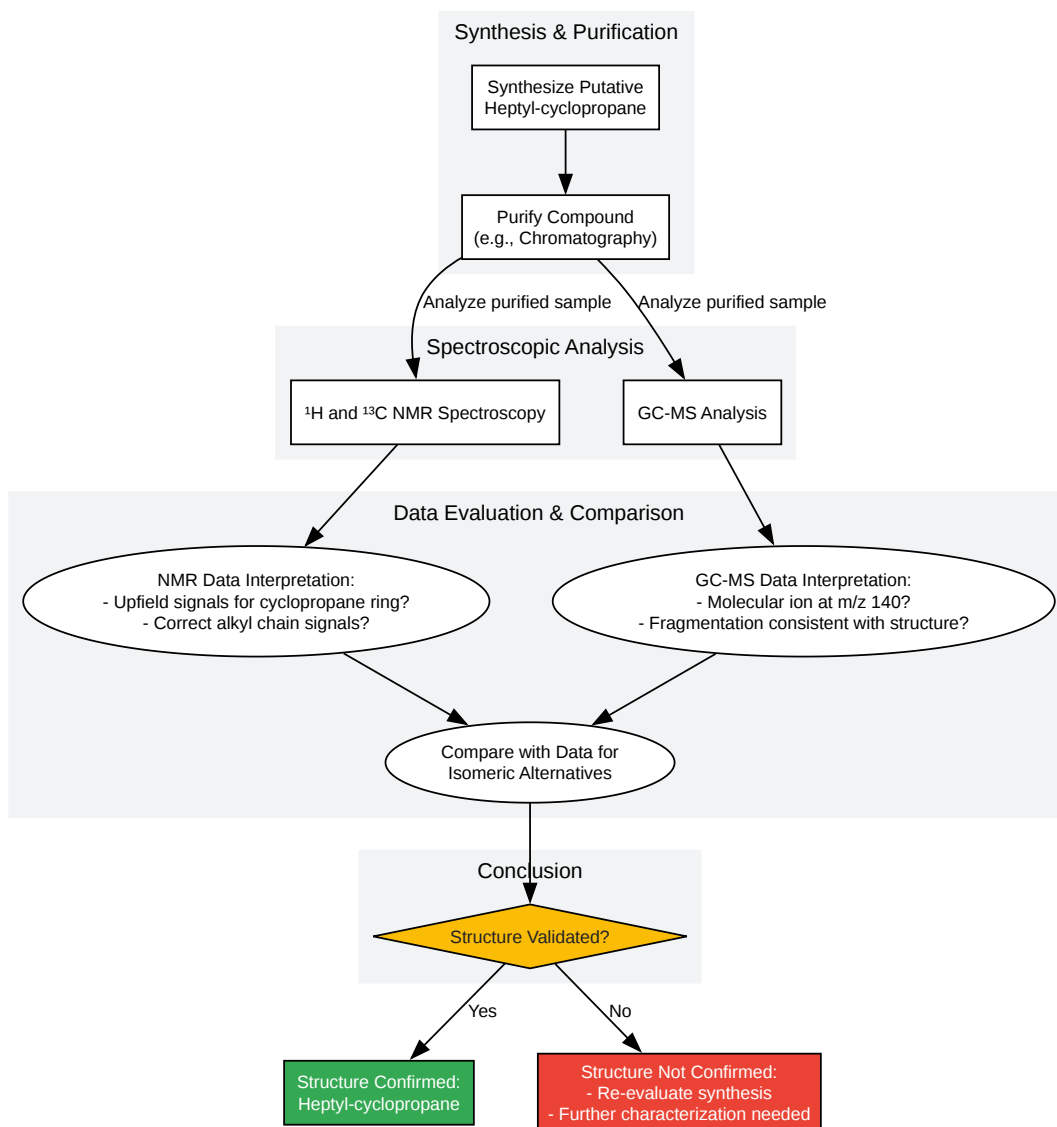 Synthesis & Purification
Synthesize Putative
Heptyl-cyclopropane
Purify Compound
(e.g., Chromatography)
Analyze purified sample
Analyze purified sample
Spectroscopic Analysis
¹H and ¹³C NMR Spectroscopy
GC-MS Analysis
Data Evaluation & Comparison
NMR Data Interpretation:
- Upfield signals for cyclopropane ring?
- Correct alkyl chain signals?
GC-MS Data Interpretation:
- Molecular ion at m/z 140?
- Fragmentation consistent with structure?
Compare with Data for
Isomeric Alternatives
Conclusion
Structure Validated?
Yes
No
Structure Confirmed:
Heptyl-cyclopropane
Structure Not Confirmed:
- Re-evaluate synthesis
- Further characterization needed